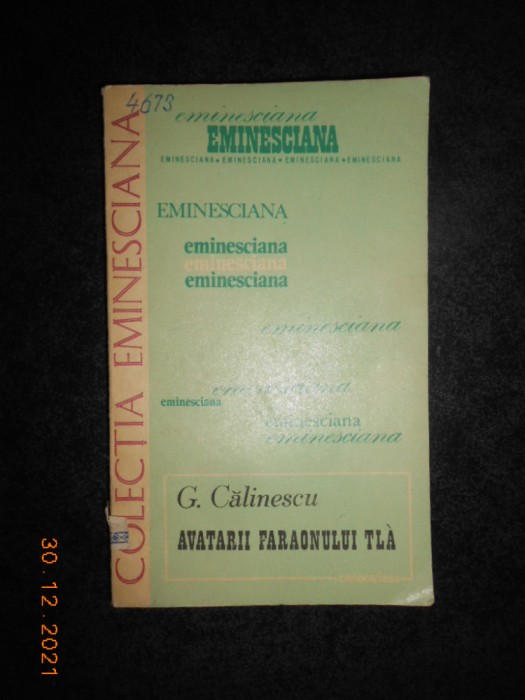 4673
COLECȚIA EMINESCIANA
eminesciana
EMINESCIANA
EMINESCIANA • EMINESCIANA • EMINESCIANA • EMINESCIANA
EMINESCIANA
eminesciana
eminesciana
eminesciana
eminesciana
eminesciana
eminesciana
eminesciana
eminesciana
G. Călinescu
AVATARII FARAONULUI TLÀ
30.12.2021